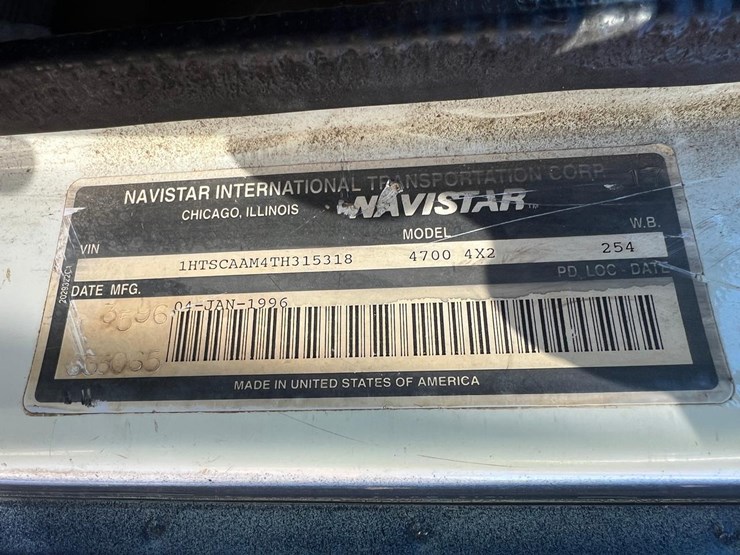 NAVISTAR INTERNATIONAL TRANSPORTATION CORP.
CHICAGO, ILLINOIS NAVISTAR
VIN MODEL W.B.
1HTSCAAM4TH315318 4700 4X2 254
DATE MFG. PD. LOC - DATE
04-JAN-1996
MADE IN UNITED STATES OF AMERICA
2029322C1